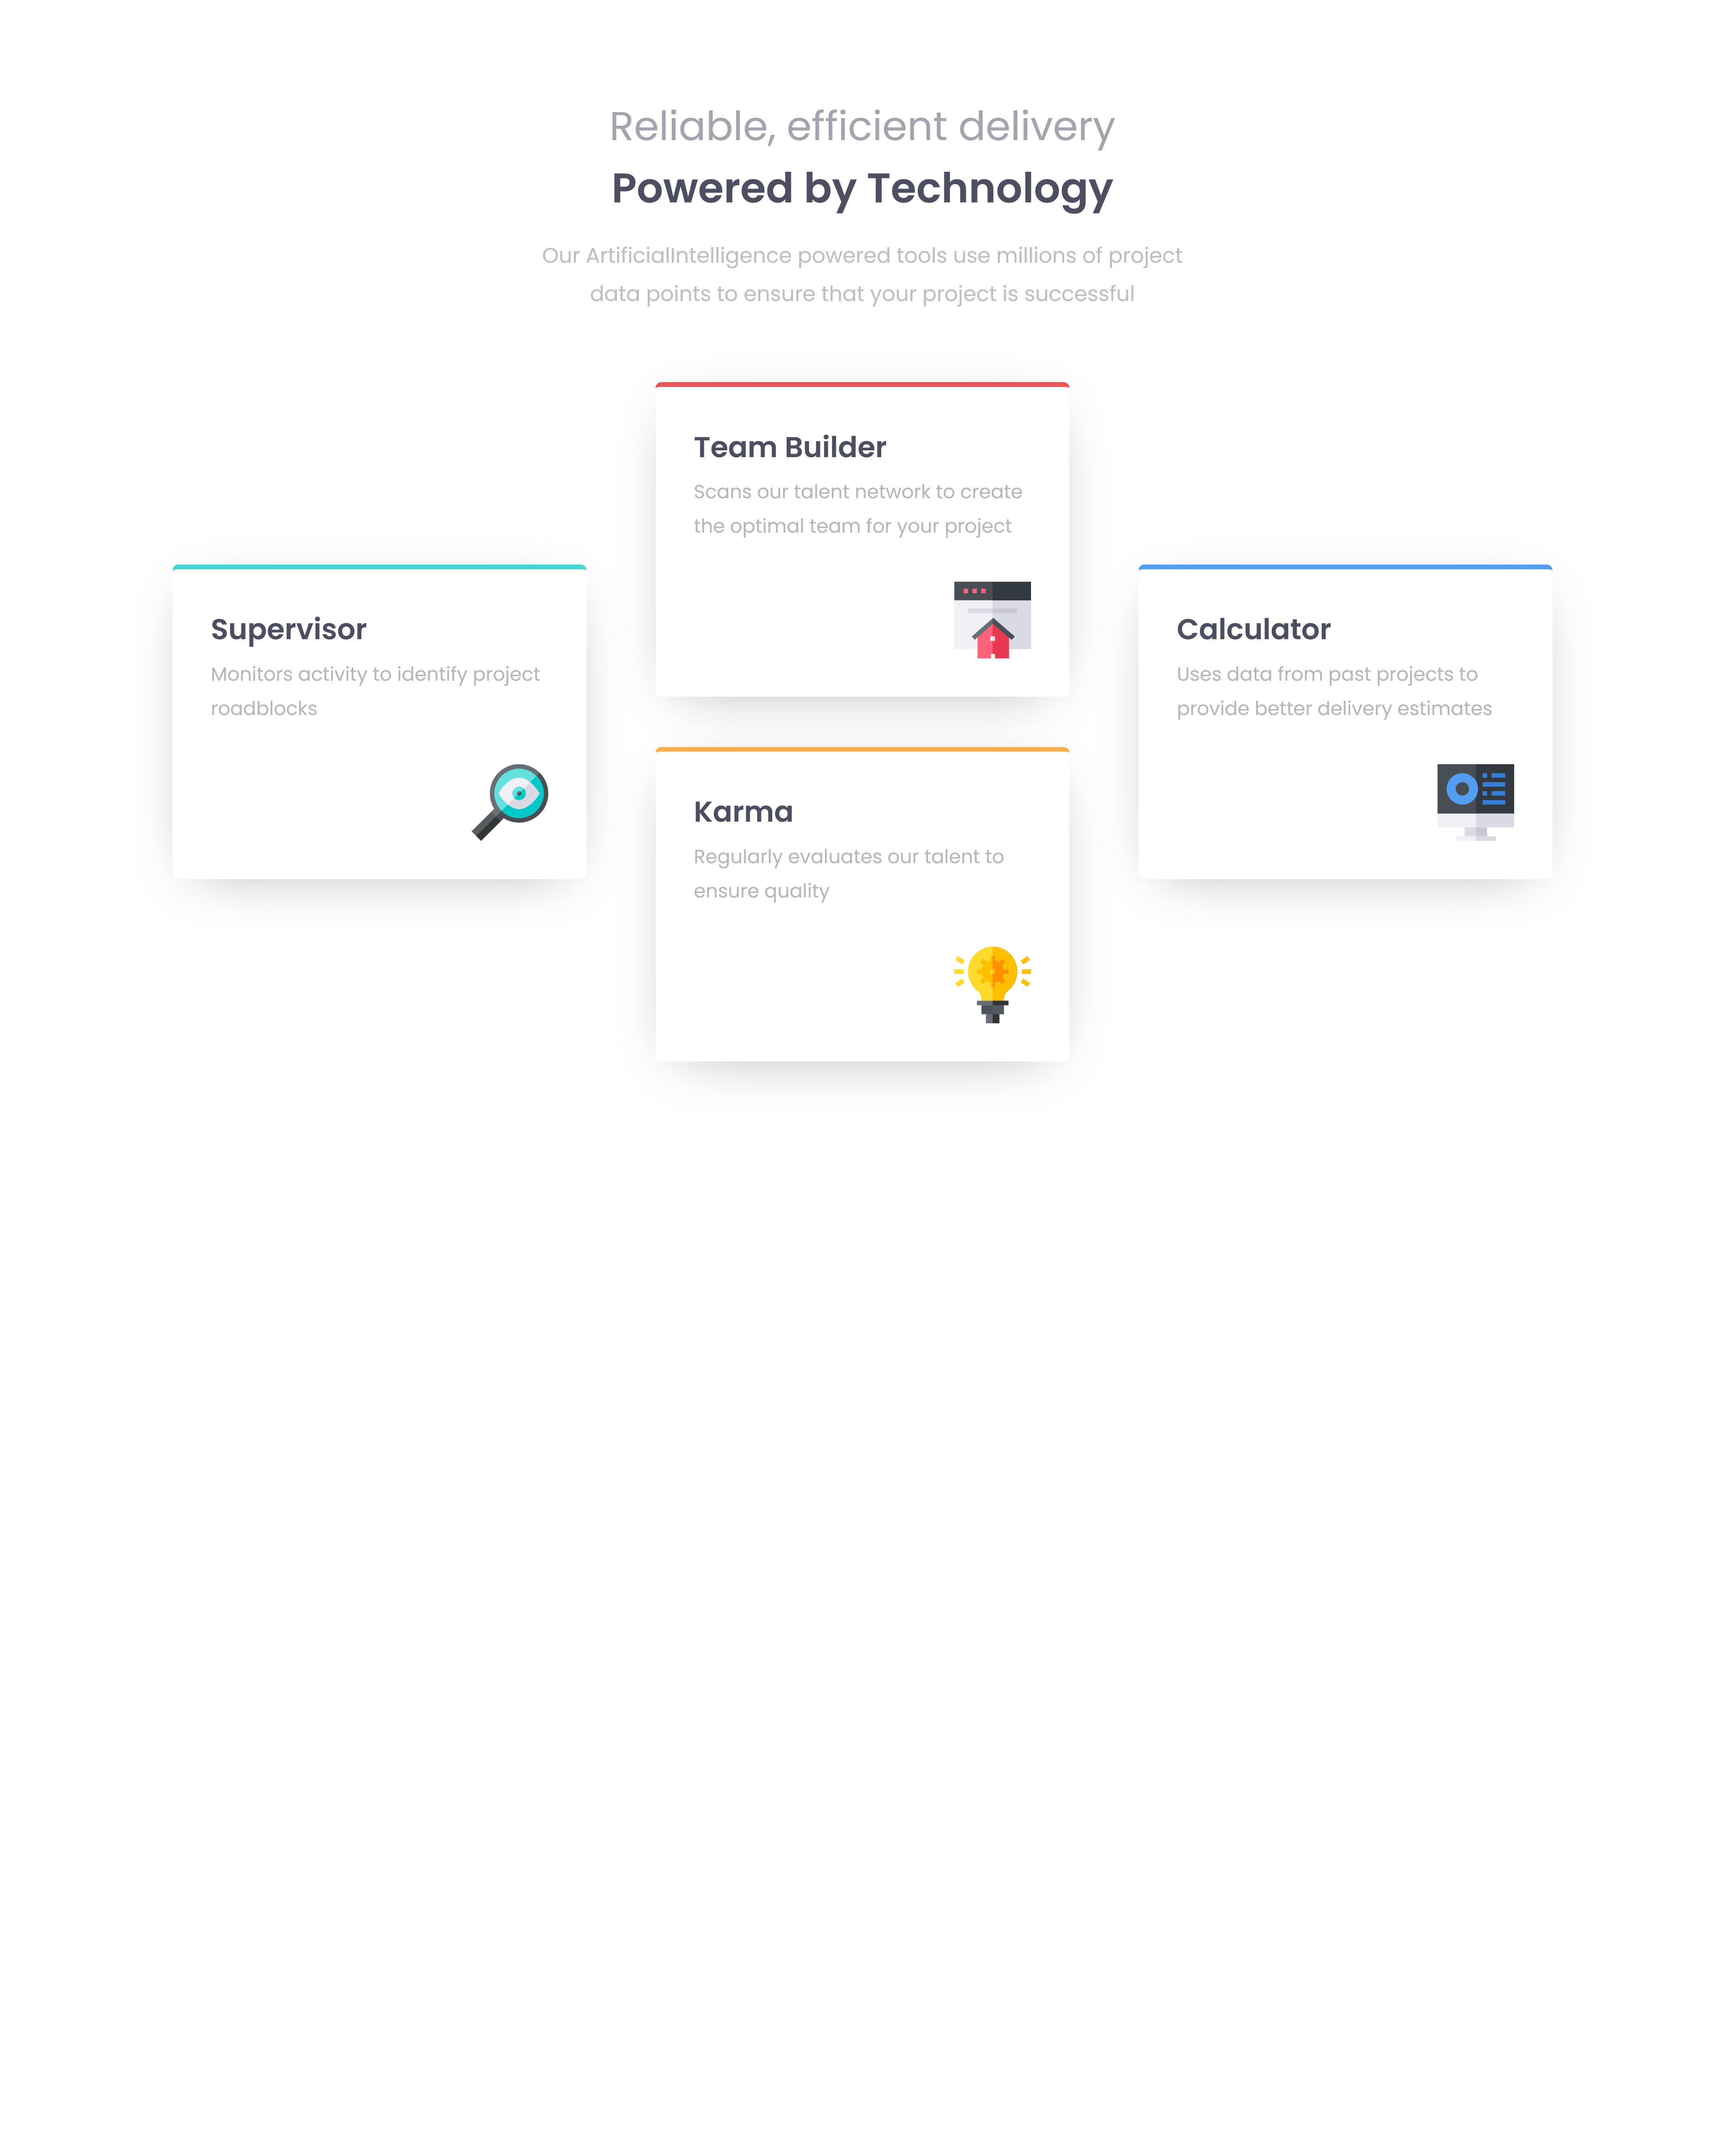 Reliable, efficient delivery
Powered by Technology
Our ArtificialIntelligence powered tools use millions of project
data points to ensure that your project is successful
Supervisor
Monitors activity to identify project
roadblocks
Team Builder
Scans our talent network to create
the optimal team for your project
Karma
Regularly evaluates our talent to
ensure quality
Calculator
Uses data from past projects to
provide better delivery estimates